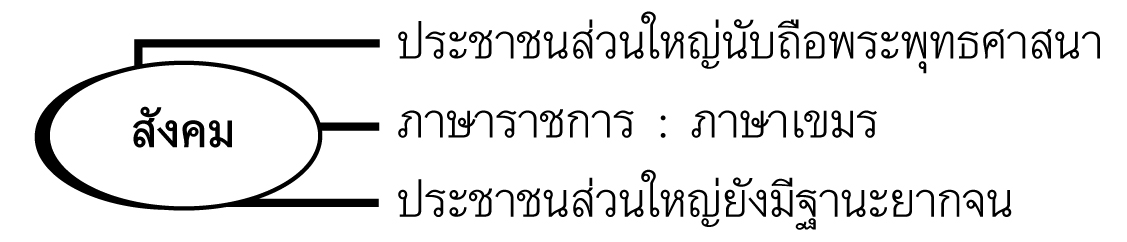 ประชาชนส่วนใหญ่นับถือพระพุทธศาสนา
สังคม
ภาษาราชการ : ภาษาเขมร
ประชาชนส่วนใหญ่ยังมีฐานะยากจน